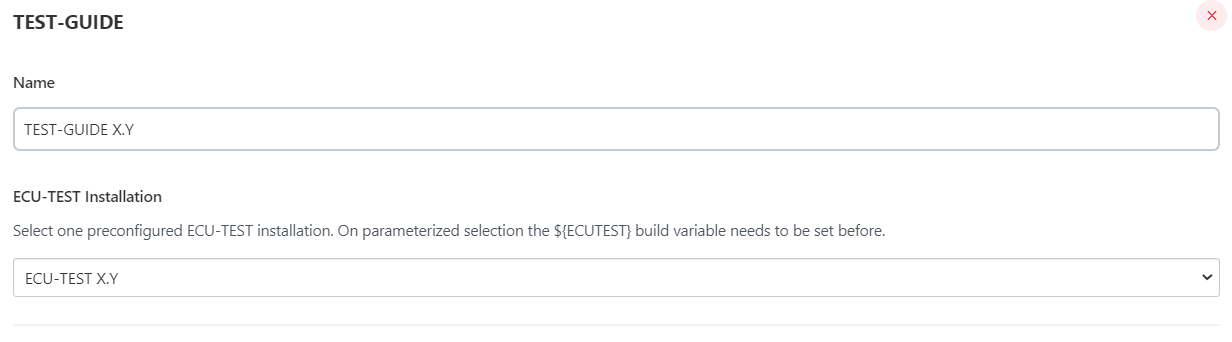 TEST-GUIDE
Name
TEST-GUIDE X.Y
ECU-TEST Installation
Select one preconfigured ECU-TEST installation. On parameterized selection the ${ECUTEST} build variable needs to be set before.
ECU-TEST X.Y